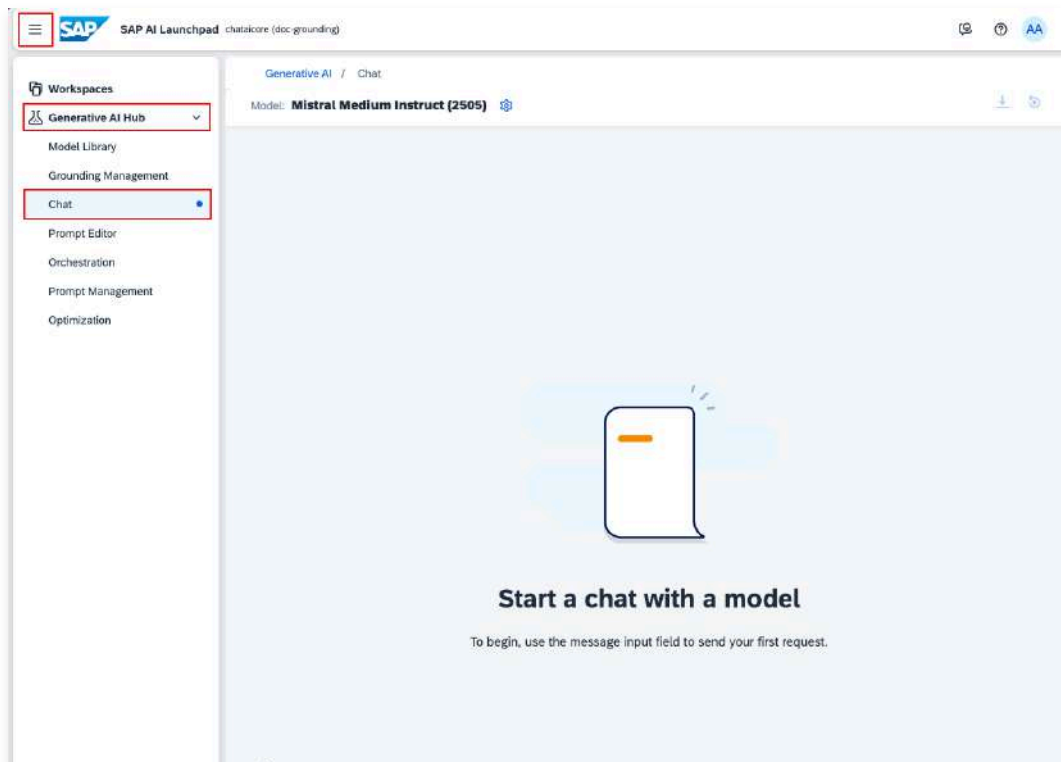 SAP SAP AI Launchpad chataicore (doc-grounding) AA
Workspaces
Generative AI Hub
Model Library
Grounding Management
Chat
Prompt Editor
Orchestration
Prompt Management
Optimization
Generative AI / Chat
Model: Mistral Medium Instruct (2505)
Start a chat with a model
To begin, use the message input field to send your first request.